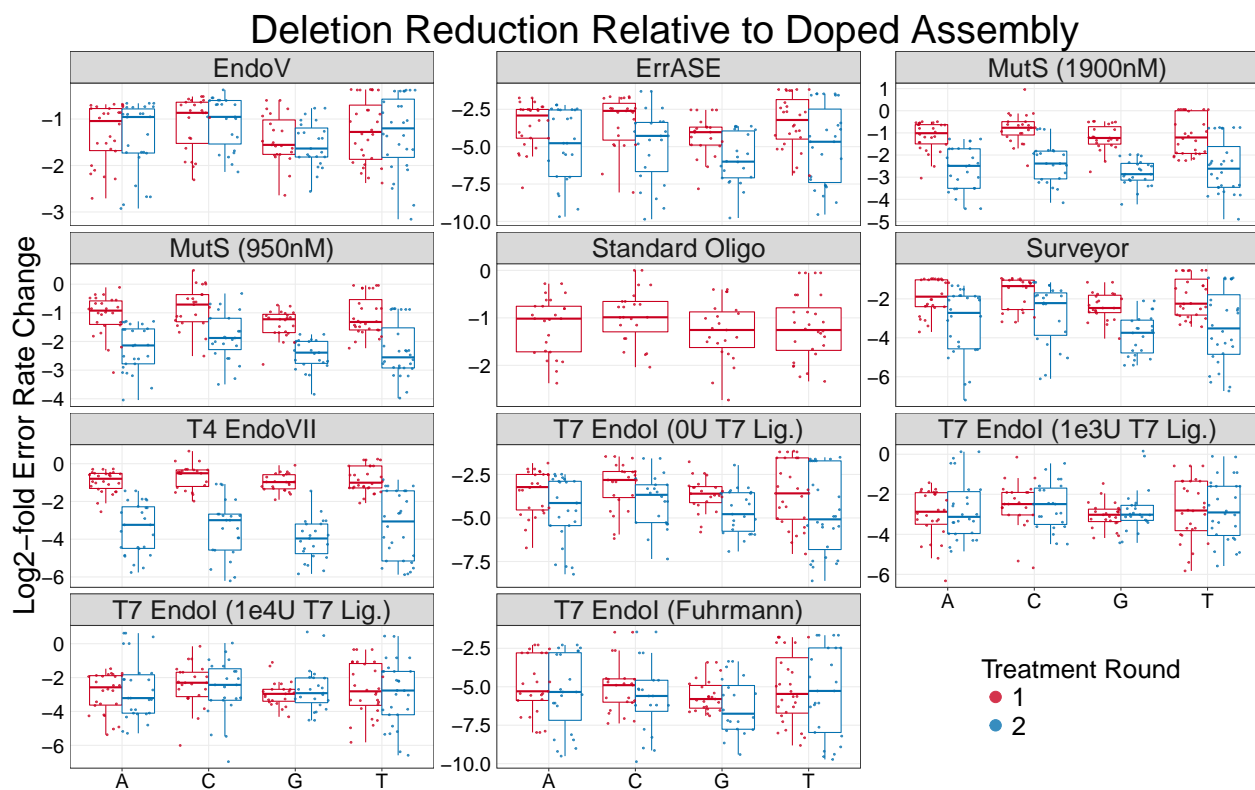 Deletion Reduction Relative to Doped Assembly
EndoV
ErrASE
MutS (1900nM)
−1
−2
−3
−2.5
−5.0
−7.5
−10.0
1
0
−1
−2
−3
−4
−5
MutS (950nM)
Standard Oligo
Surveyor
0
−1
−2
−3
−4
0
−1
−2
−2
−4
−6
Log2−fold Error Rate Change
T4 EndoVII
T7 EndoI (0U T7 Lig.)
T7 EndoI (1e3U T7 Lig.)
0
−2
−4
−6
−2.5
−5.0
−7.5
0
−2
−4
−6
A C G T
T7 EndoI (1e4U T7 Lig.)
T7 EndoI (Fuhrmann)
0
−2
−4
−6
−2.5
−5.0
−7.5
−10.0
A C G T
A C G T
Treatment Round
1
2